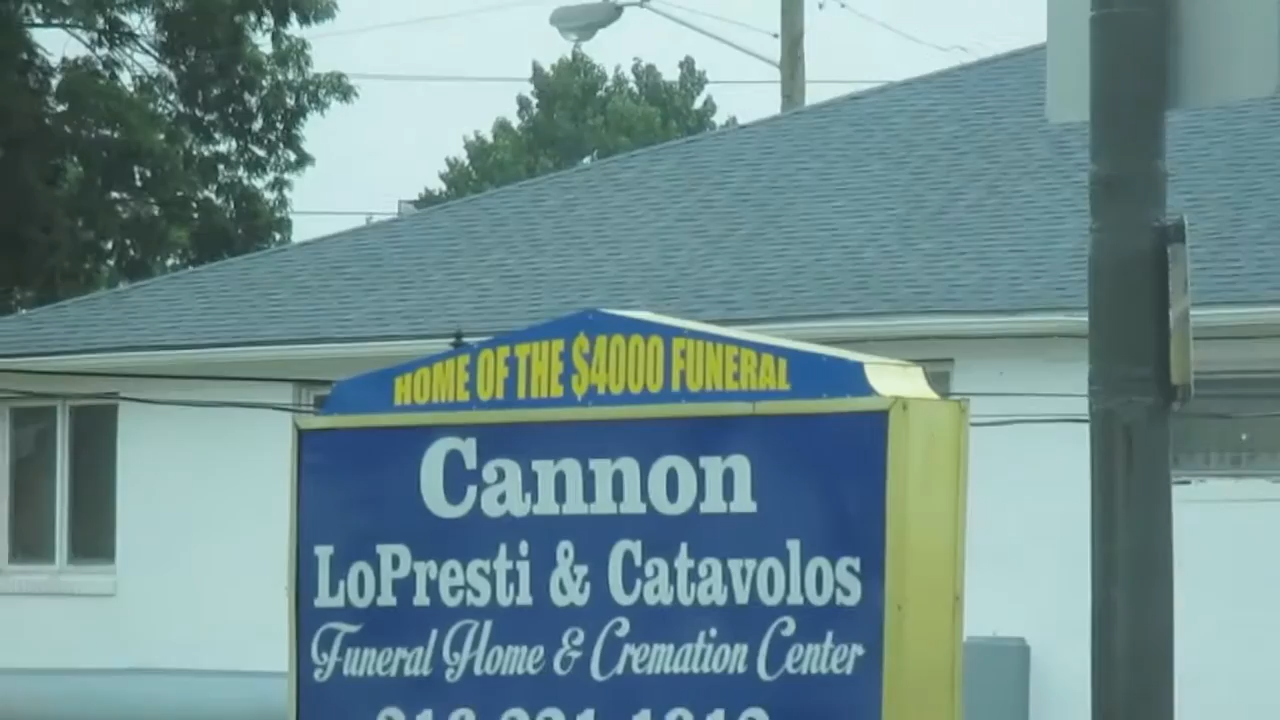 HOME OF THE $4000 FUNERAL
Cannon
LoPresti & Catavolos
Funeral Home & Cremation Center